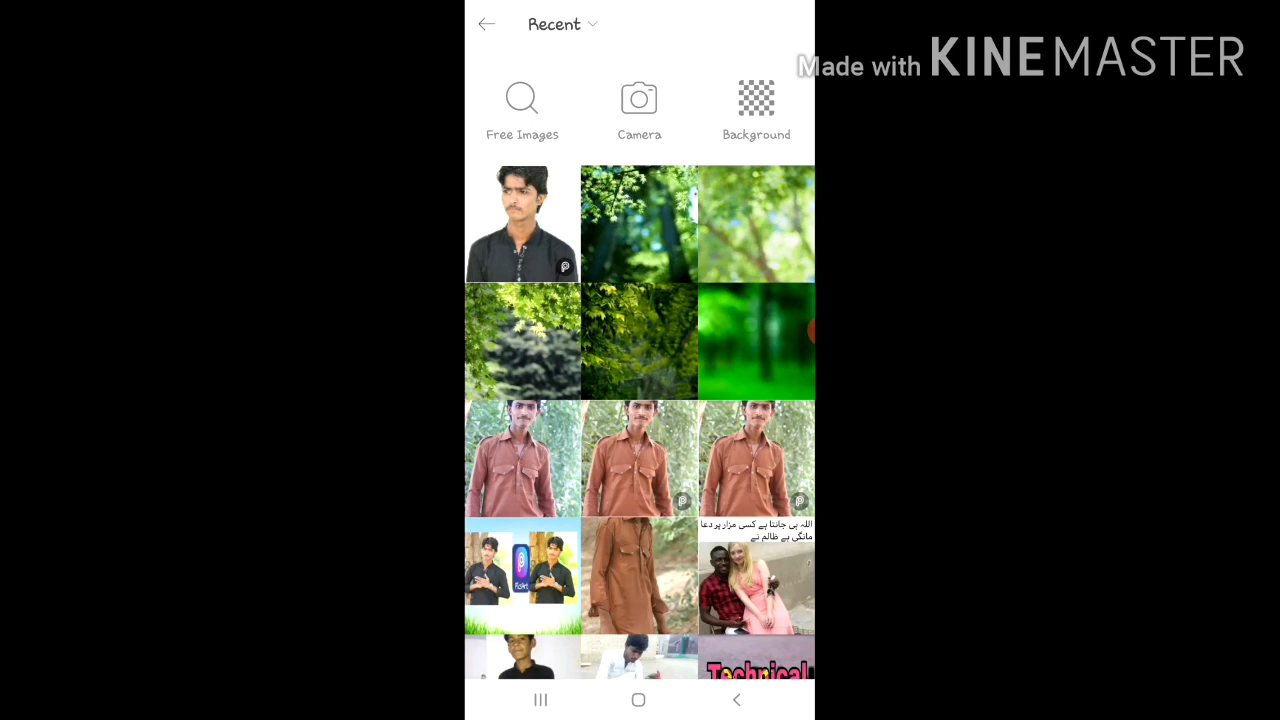 Recent
Made with KINEMASTER
Free Images
Camera
Background
اللہ ہی جانتا ہے کسی مزار پر دعا
مانگی ہے ظالم نے
PicsArt
Technical